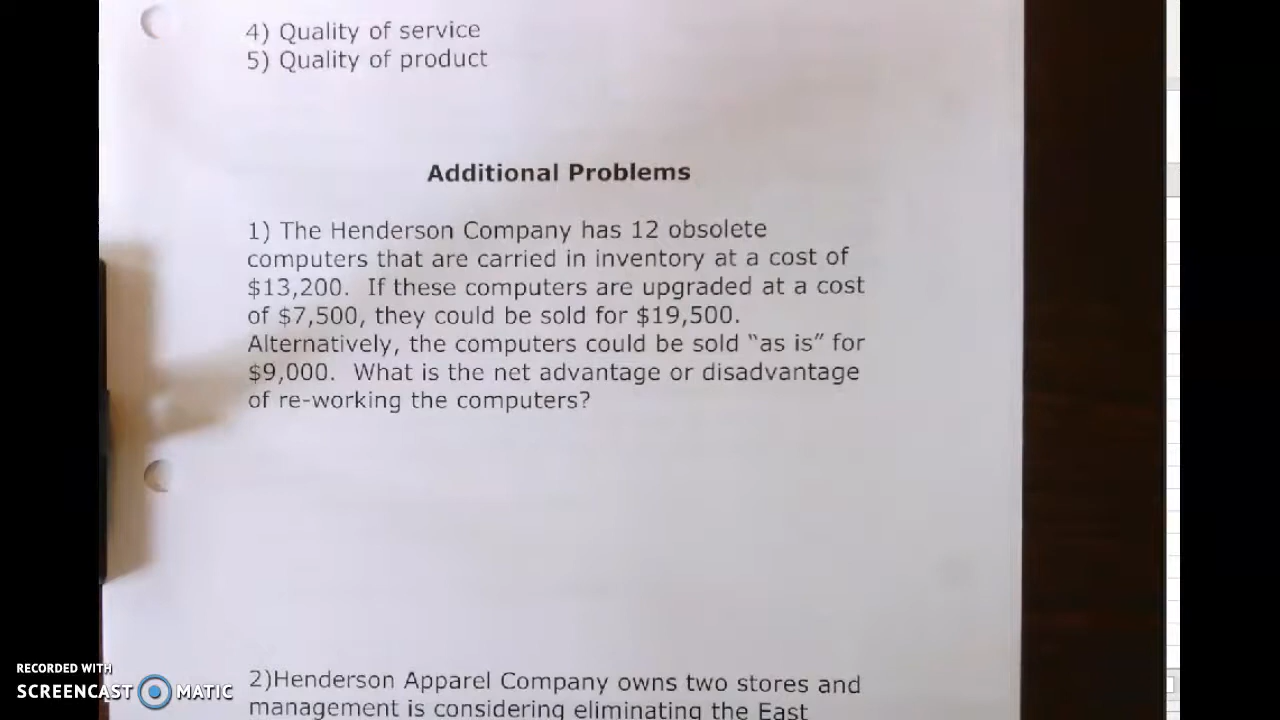 4) Quality of service
5) Quality of product
Additional Problems
1) The Henderson Company has 12 obsolete
computers that are carried in inventory at a cost of
$13,200.  If these computers are upgraded at a cost
of $7,500, they could be sold for $19,500.
Alternatively, the computers could be sold “as is” for
$9,000.  What is the net advantage or disadvantage
of re-working the computers?
2)Henderson Apparel Company owns two stores and
management is considering eliminating the East
RECORDED WITH
SCREENCAST MATIC